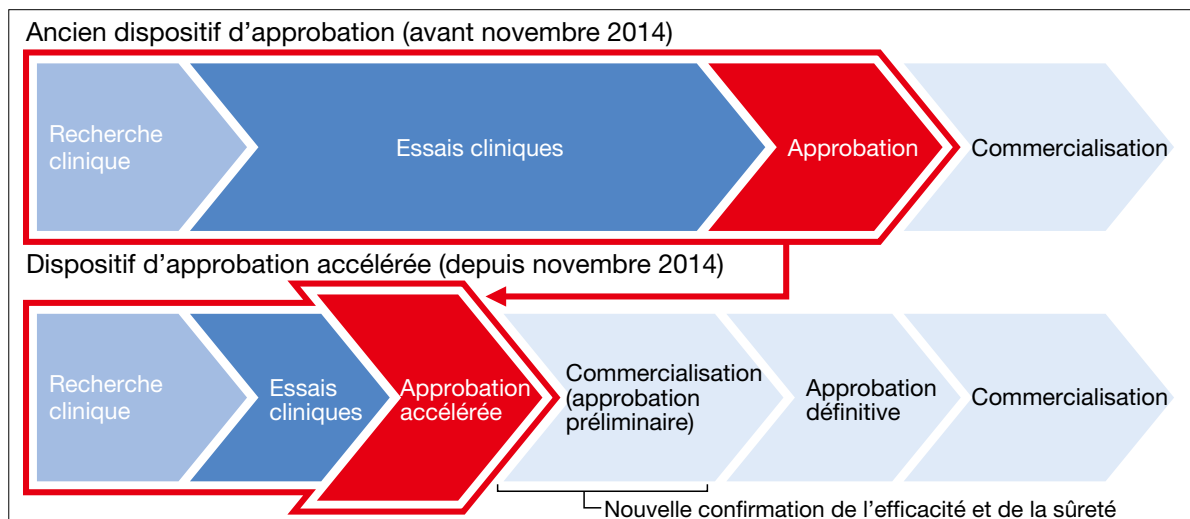 Ancien dispositif d’approbation (avant novembre 2014)
Recherche
clinique
Essais cliniques
Approbation
Commercialisation
Dispositif d’approbation accélérée (depuis novembre 2014)
Recherche
clinique
Essais
cliniques
Approbation
accélérée
Commercialisation
(approbation
préliminaire)
Approbation
définitive
Commercialisation
Nouvelle confirmation de l’efficacité et de la sûreté